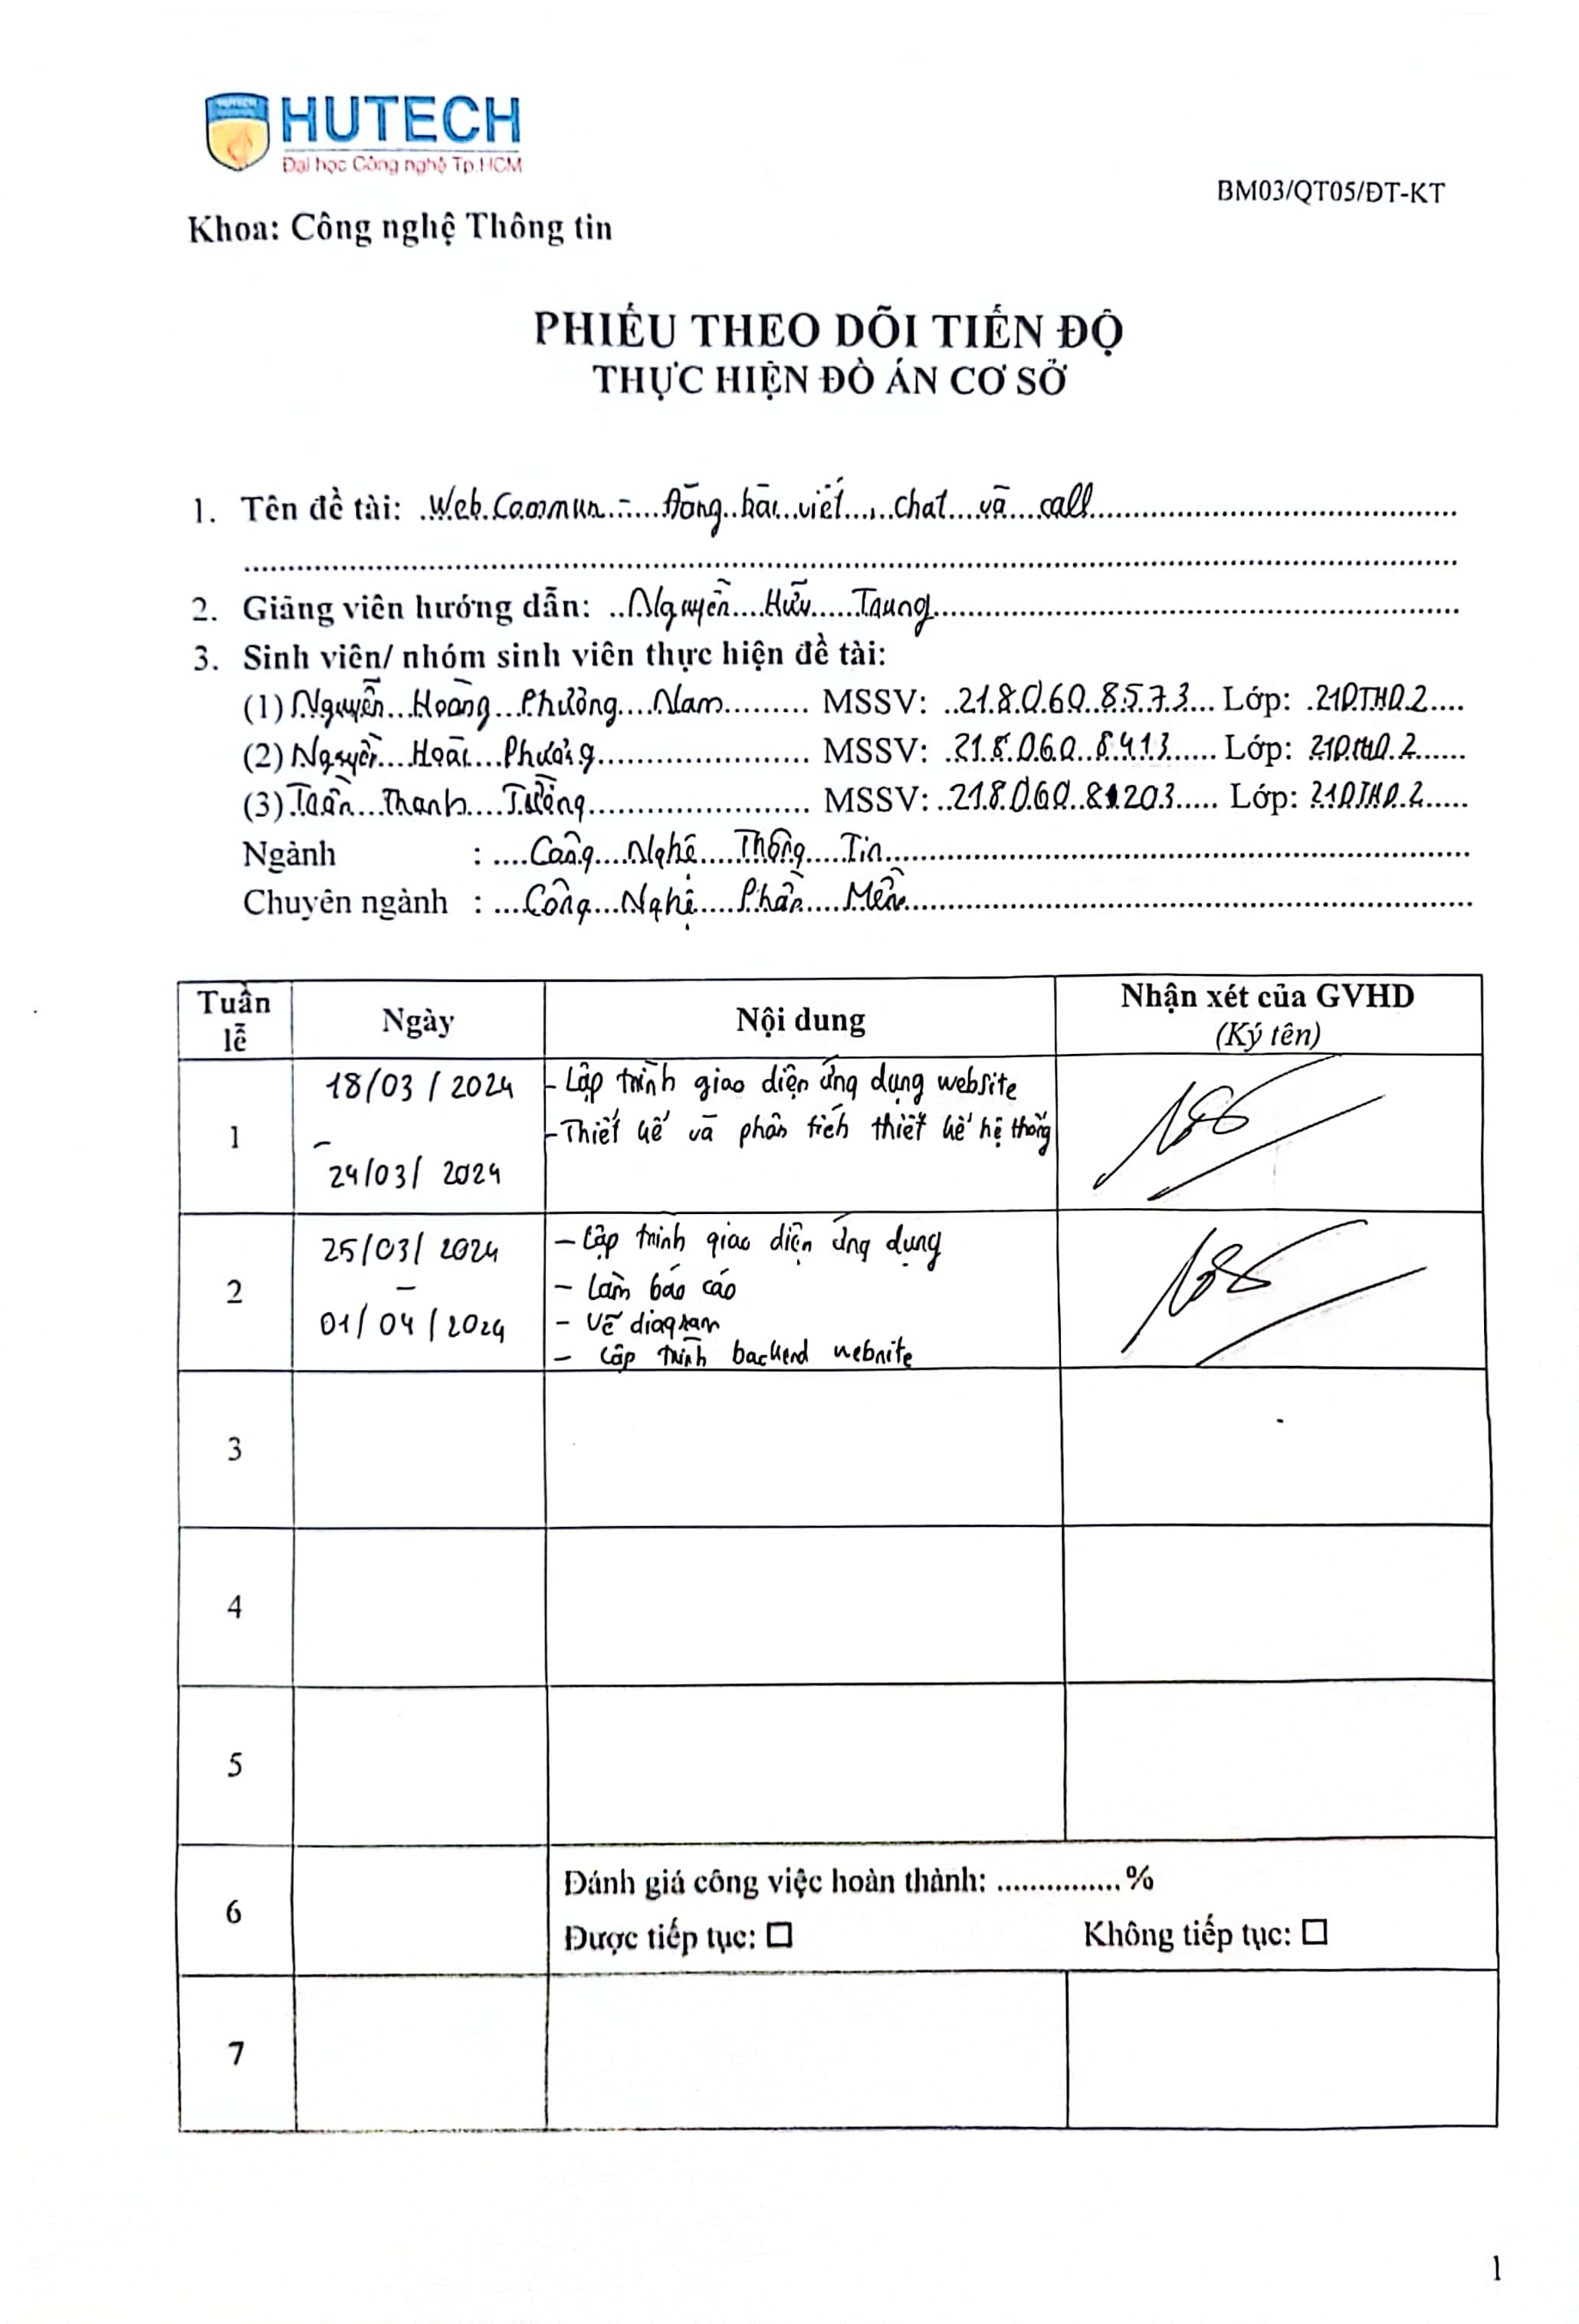 HUTECH
Đại học Công nghệ Tp.HCM
BM03/QT05/ĐT-KT
Khoa: Công nghệ Thông tin
PHIẾU THEO DÕI TIẾN ĐỘ
THỰC HIỆN ĐỒ ÁN CƠ SỞ
1. Tên đề tài: Web Commun - Đăng bài viết, chat và call
2. Giảng viên hướng dẫn: Nguyễn Hữu Trung
3. Sinh viên/ nhóm sinh viên thực hiện đề tài:
(1) Nguyễn Hoàng Phương Nam MSSV: 2180608573 Lớp: 21DTHD2
(2) Nguyễn Hoài Phương MSSV: 2180608413 Lớp: 21DTHD2
(3) Trần Thanh Tường MSSV: Lớp: 21DTHD2
Ngành : Công Nghệ Thông Tin
Chuyên ngành : Công Nghệ Phần Mềm
Tuần lễ Ngày Nội dung Nhận xét của GVHD
(Ký tên)
1
18/03/2024
-
24/03/2024
- Lập trình giao diện ứng dụng website
- Thiết kế và phân tích thiết kế hệ thống
2
25/03/2024
-
01/04/2024
- Lập trình giao diện ứng dụng
- Làm báo cáo
- Vẽ diagram
- Lập trình backend website
3
4
5
6
Đánh giá công việc hoàn thành: ...............%
Được tiếp tục: ☐ Không tiếp tục: ☐
7
1